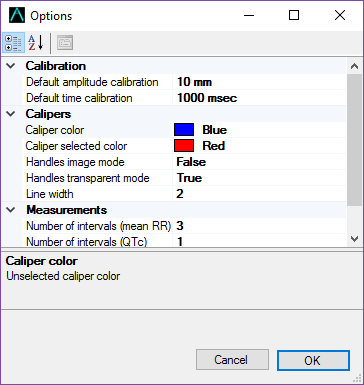 Options
Calibration
Default amplitude calibration 10 mm
Default time calibration 1000 msec
Calipers
Caliper color Blue
Caliper selected color Red
Handles image mode False
Handles transparent mode True
Line width 2
Measurements
Number of intervals (mean RR) 3
Number of intervals (QTc) 1
Caliper color
Unselected caliper color
Cancel OK